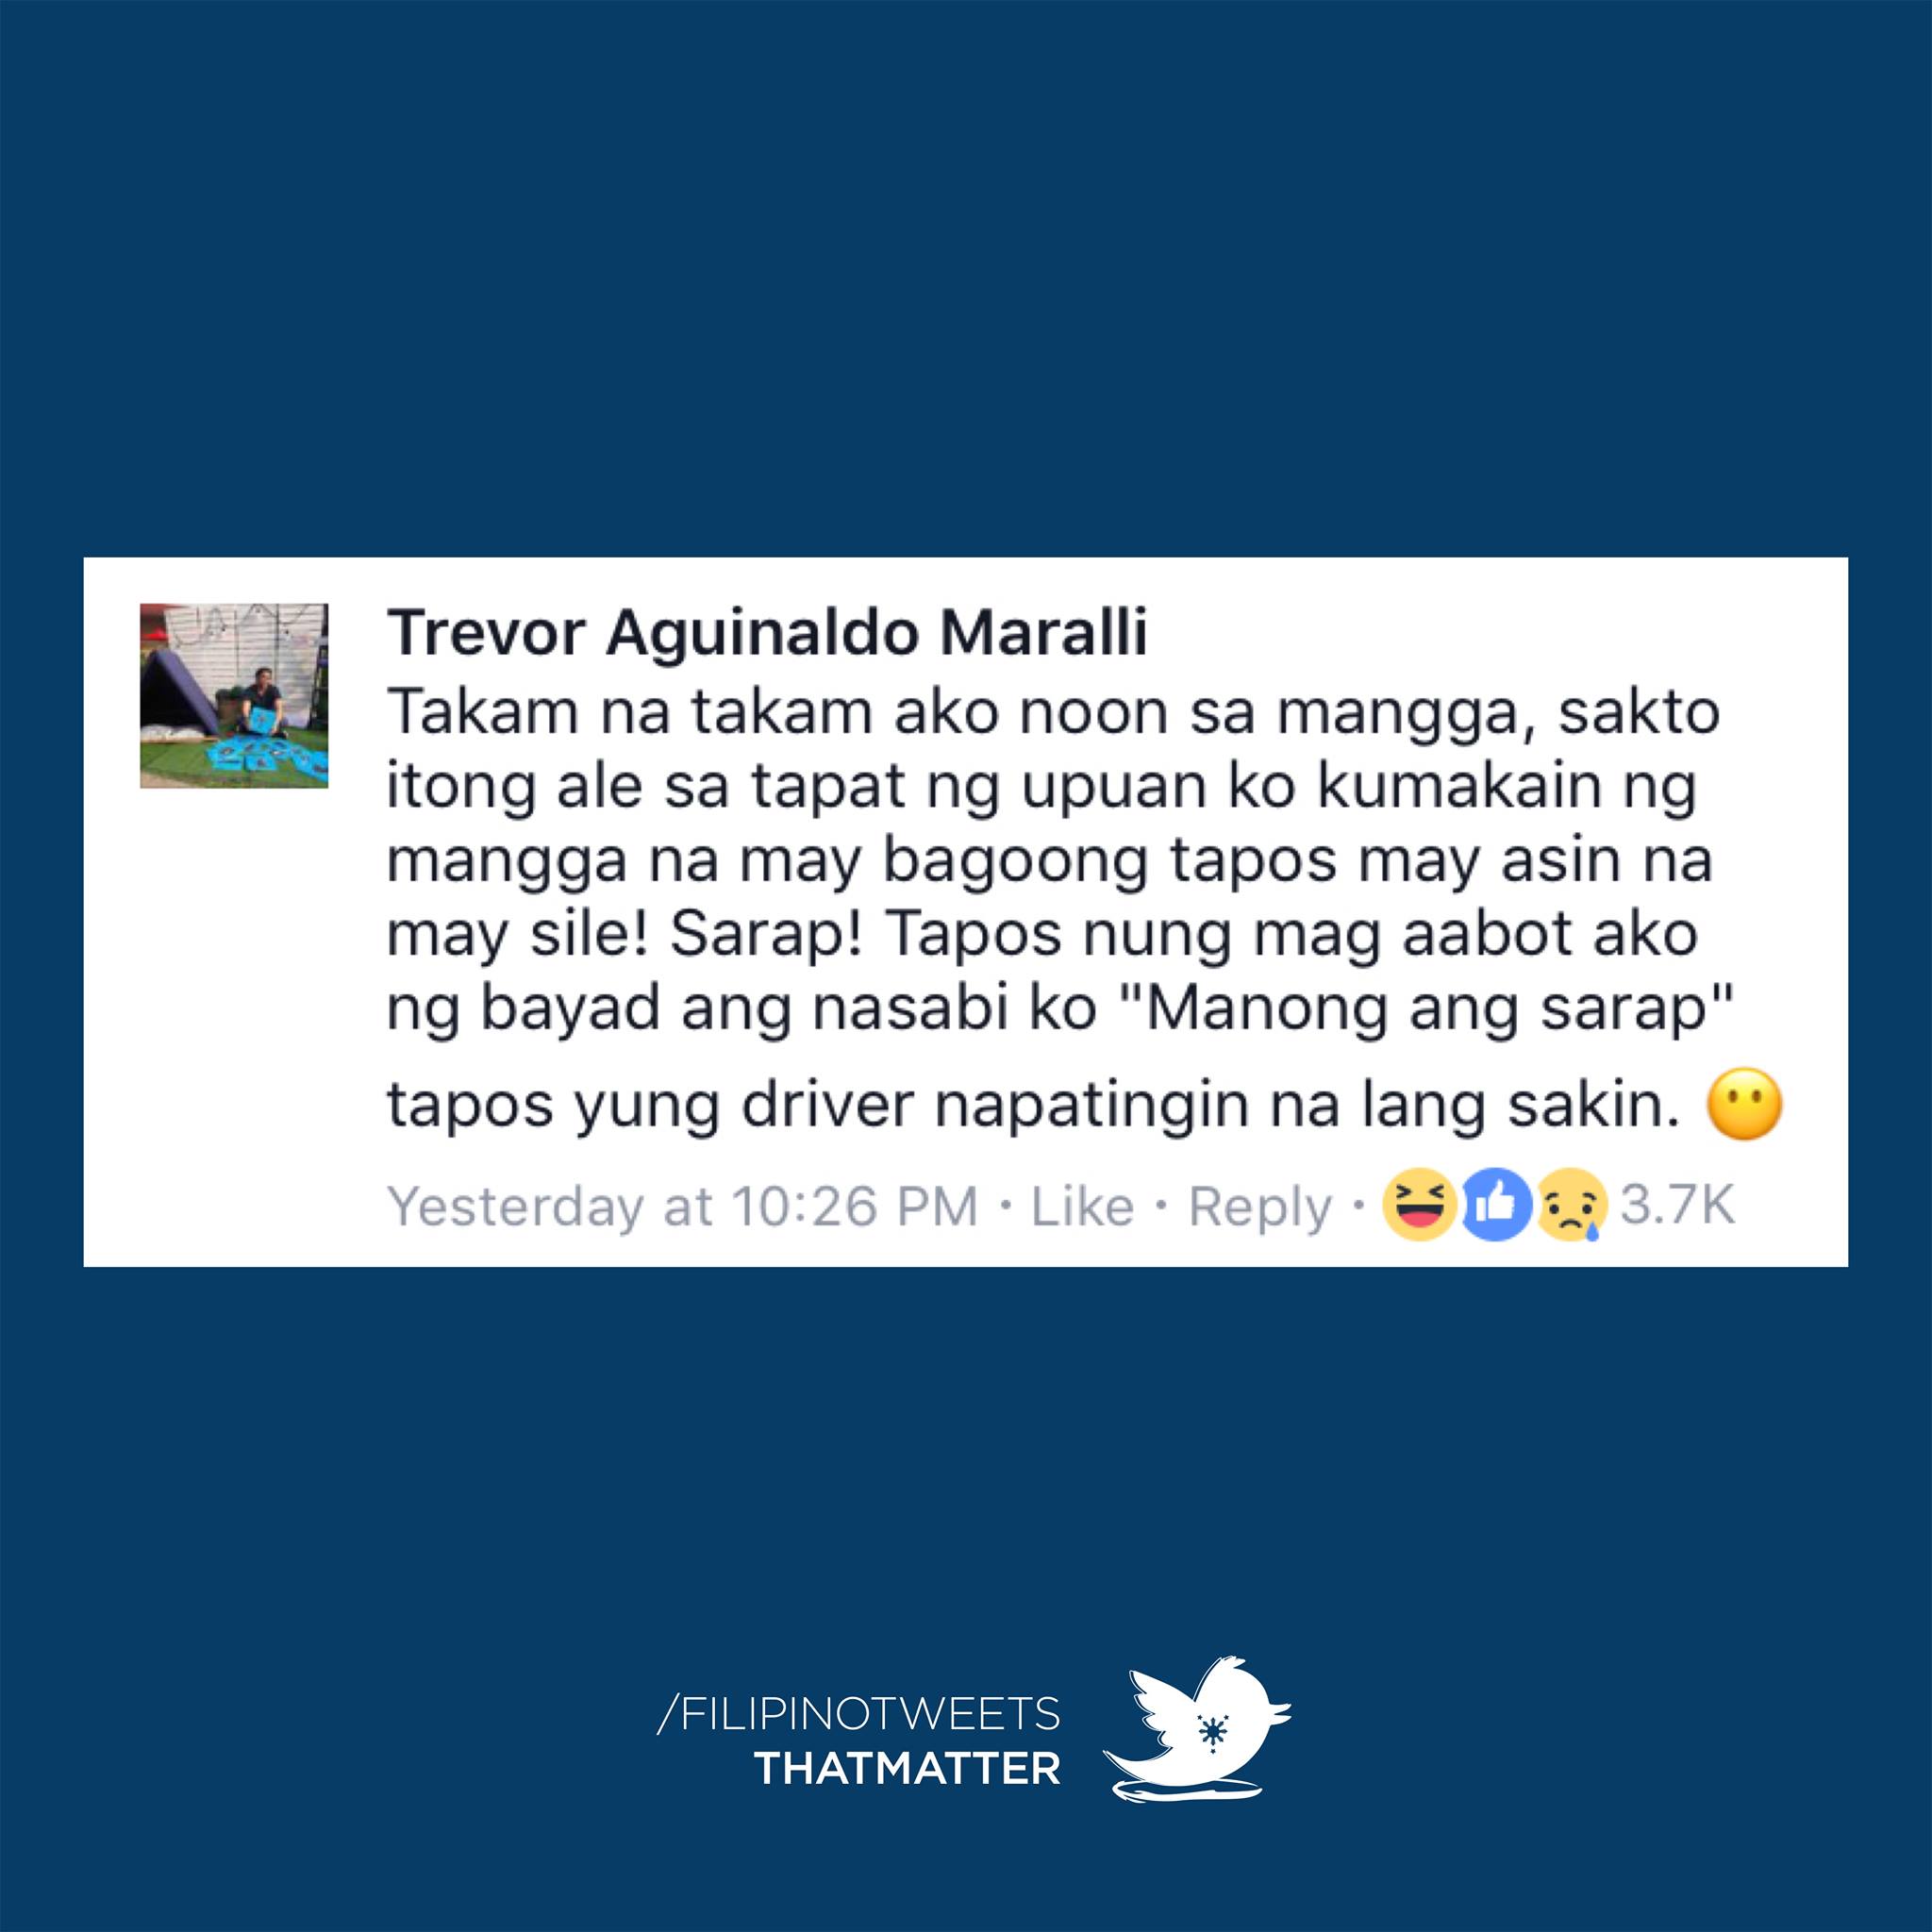 Trevor Aguinaldo Maralli
Takam na takam ako noon sa mangga, sakto
itong ale sa tapat ng upuan ko kumakain ng
mangga na may bagoong tapos may asin na
may sile! Sarap! Tapos nung mag aabot ako
ng bayad ang nasabi ko "Manong ang sarap"
tapos yung driver napatingin na lang sakin. 😶
Yesterday at 10:26 PM · Like · Reply · 3.7K
/FILIPINOTWEETS
THATMATTER